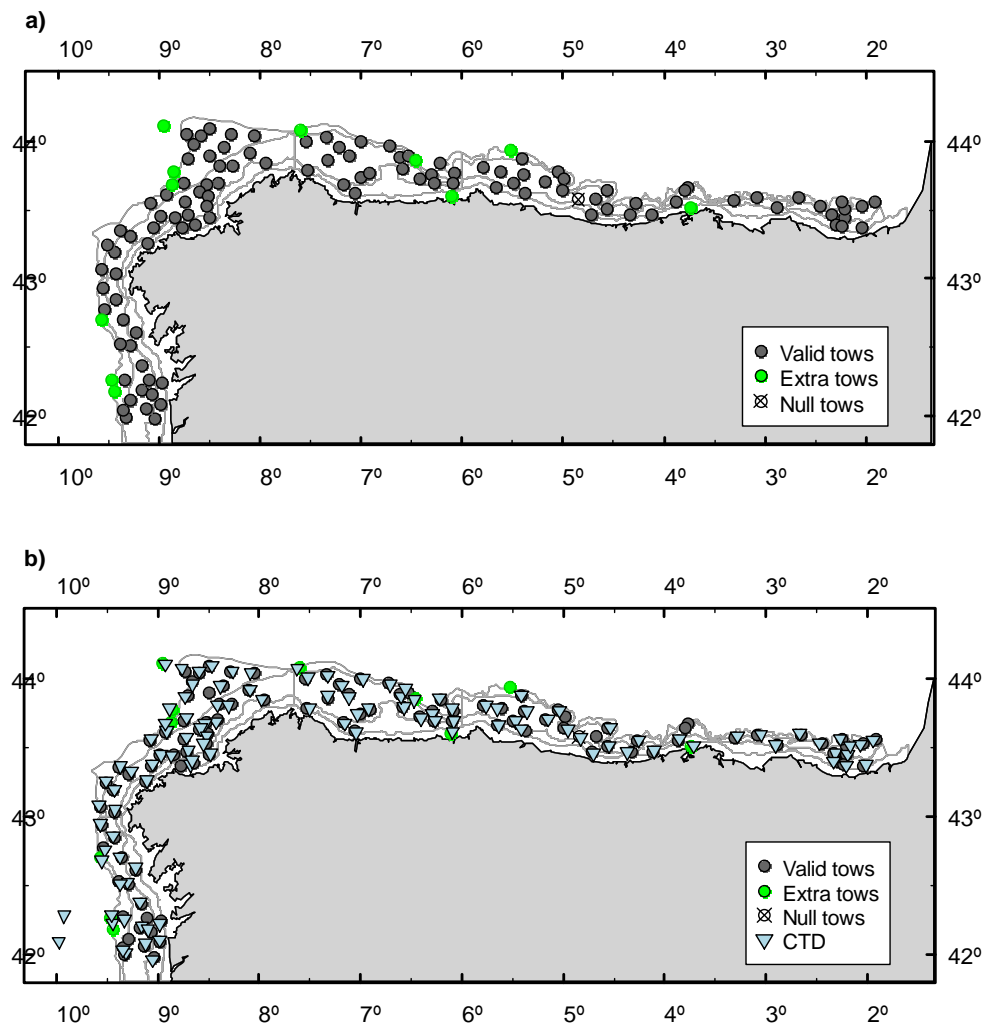 a)
10º 9º 8º 7º 6º 5º 4º 3º 2º
44º 44º
43º 43º
Valid tows
Extra tows
Null tows
42º 42º
10º 9º 8º 7º 6º 5º 4º 3º 2º
b)
10º 9º 8º 7º 6º 5º 4º 3º 2º
44º 44º
43º 43º
Valid tows
Extra tows
Null tows
CTD
42º 42º
10º 9º 8º 7º 6º 5º 4º 3º 2º